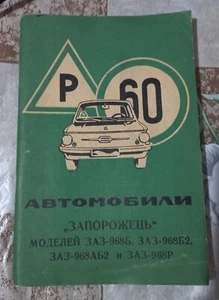 Р
60
АВТОМОБИЛИ
„ЗАПОРОЖЕЦЬ“
МОДЕЛЕЙ ЗАЗ-968Б, ЗАЗ-968Б2,
ЗАЗ-968АБ2 и ЗАЗ-968Р